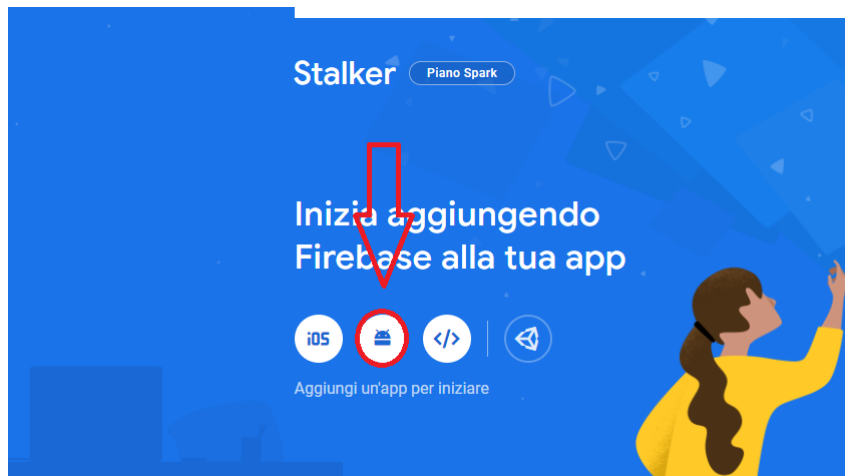 Stalker
Piano Spark
Inizia aggiungendo
Firebase alla tua app
iOS
</>
Aggiungi un'app per iniziare